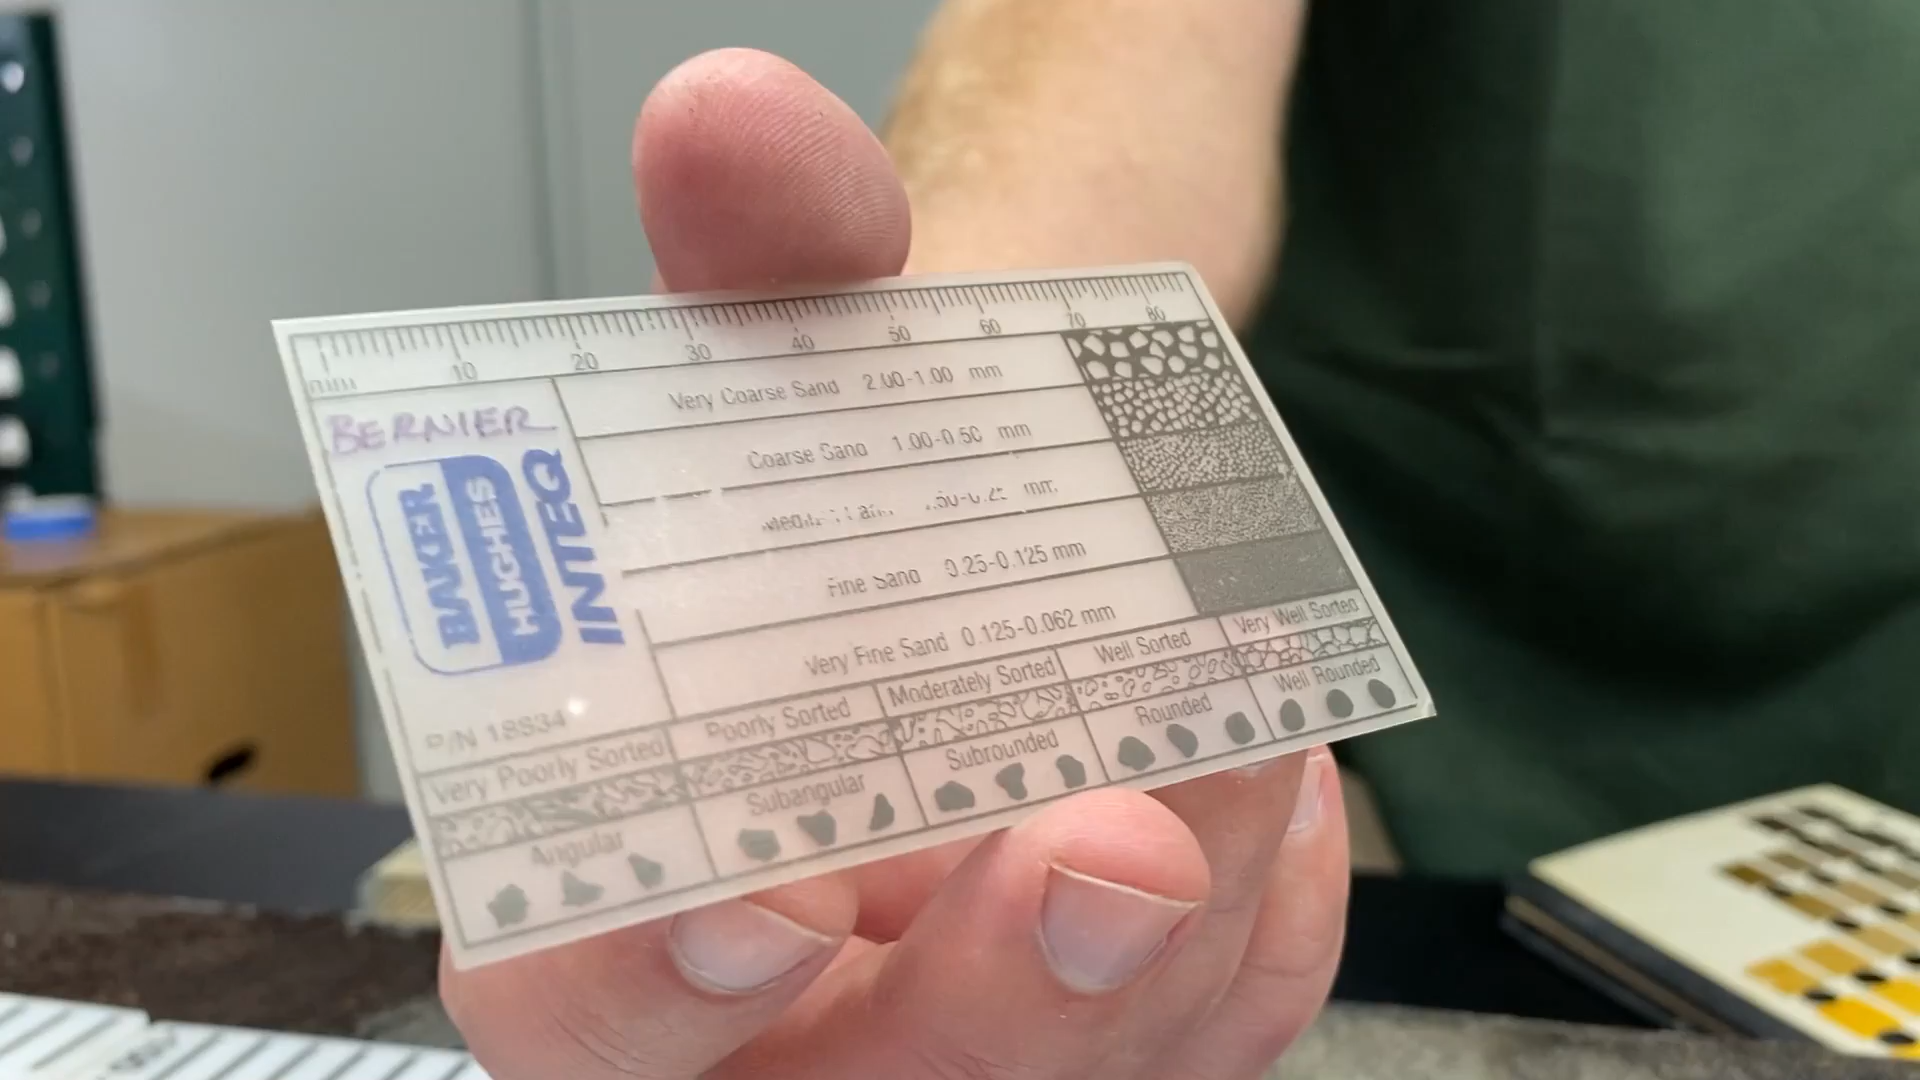 mm 10 20 30 40 50 60 70 80
BERNIER
BAKER
HUGHES
INTEQ
P/N 18834
Very Coarse Sand 2.00-1.00 mm
Coarse Sand 1.00-0.50 mm
mm
Fine Sand 0.25-0.125 mm
Very Fine Sand 0.125-0.062 mm
Very Poorly Sorted Poorly Sorted Moderately Sorted Well Sorted Very Well Sorted
Angular Subangular Subrounded Rounded Well Rounded